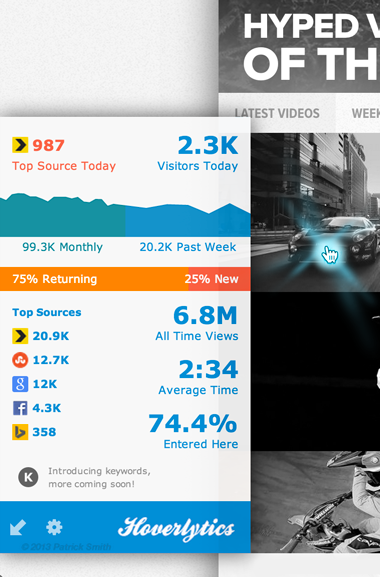 HYPED V
OF TH
LATEST VIDEOS WEEK
987
Top Source Today
2.3K
Visitors Today
99.3K Monthly
20.2K Past Week
75% Returning
25% New
Top Sources
20.9K
12.7K
g 12K
f 4.3K
b 358
6.8M
All Time Views
2:34
Average Time
74.4%
Entered Here
K
Introducing keywords,
more coming soon!
Hoverlytics
© 2013 Patrick Smith